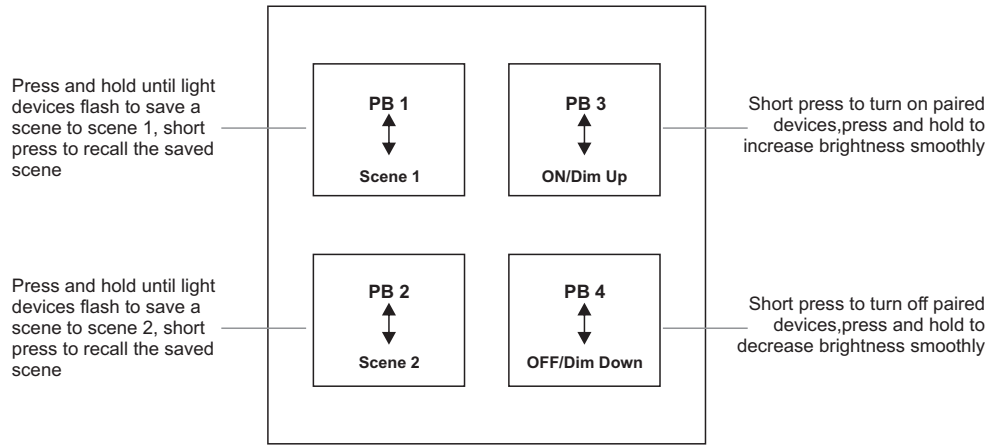 Press and hold until light
devices flash to save a
scene to scene 1, short
press to recall the saved
scene
PB 1
Scene 1
PB 3
ON/Dim Up
Short press to turn on paired
devices,press and hold to
increase brightness smoothly
Press and hold until light
devices flash to save a
scene to scene 2, short
press to recall the saved
scene
PB 2
Scene 2
PB 4
OFF/Dim Down
Short press to turn off paired
devices,press and hold to
decrease brightness smoothly